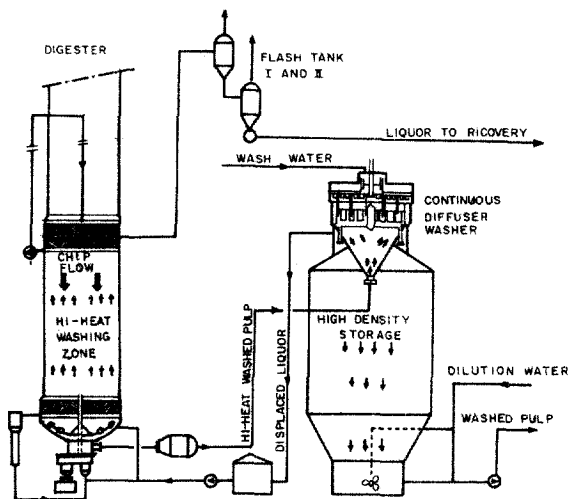 DIGESTER
FLASH TANK
I AND II
LIQUOR TO RICOVERY
WASH WATER
CONTINUOUS
DIFFUSER
WASHER
CHIP
FLOW
HI-HEAT
WASHING
ZONE
HI-HEAT WASHED PULP
DISPLACED LIQUOR
HIGH DENSITY
STORAGE
DILUTION WATER
WASHED PULP